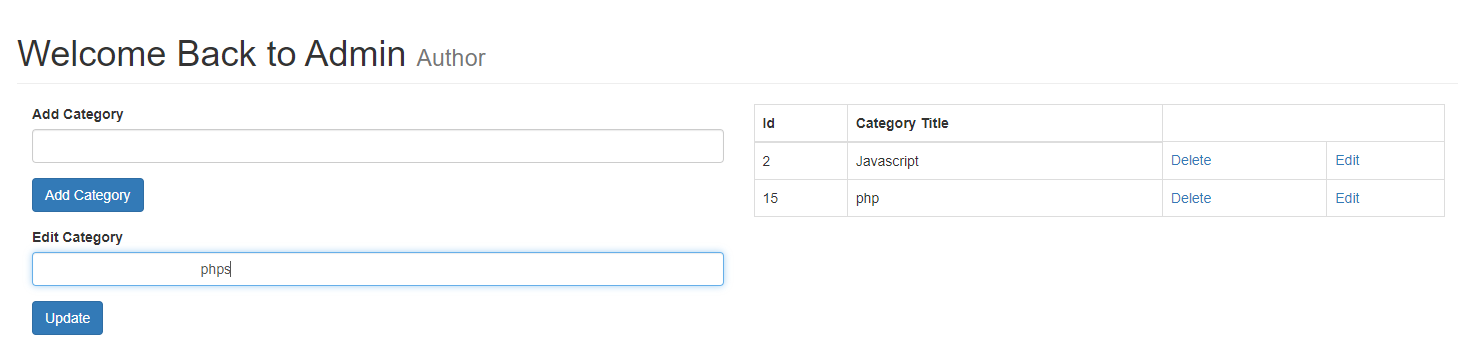 Welcome Back to Admin Author
Add Category
Add Category
Edit Category
phps
Update
Id Category Title
2 Javascript Delete Edit
15 php Delete Edit